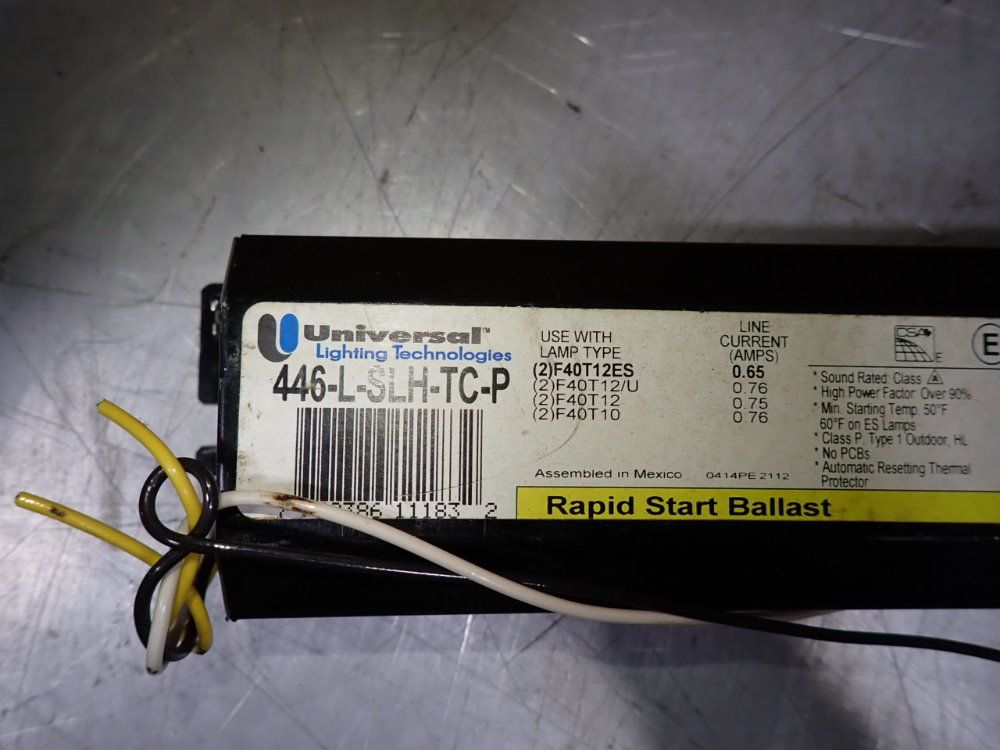 Universal™
Lighting Technologies
446-L-SLH-TC-P
11183 2
USE WITH
LAMP TYPE
(2)F40T12ES
(2)F40T12/U
(2)F40T12
(2)F40T10
LINE
CURRENT
(AMPS)
0.65
0.76
0.75
0.76
Assembled in Mexico 0414PE 2112
Rapid Start Ballast
CSA
E
E
* Sound Rated: Class A
* High Power Factor: Over 90%
* Min. Starting Temp. 50°F
60°F on ES Lamps
* Class P, Type 1 Outdoor, HL
* No PCBs
* Automatic Resetting Thermal
Protector